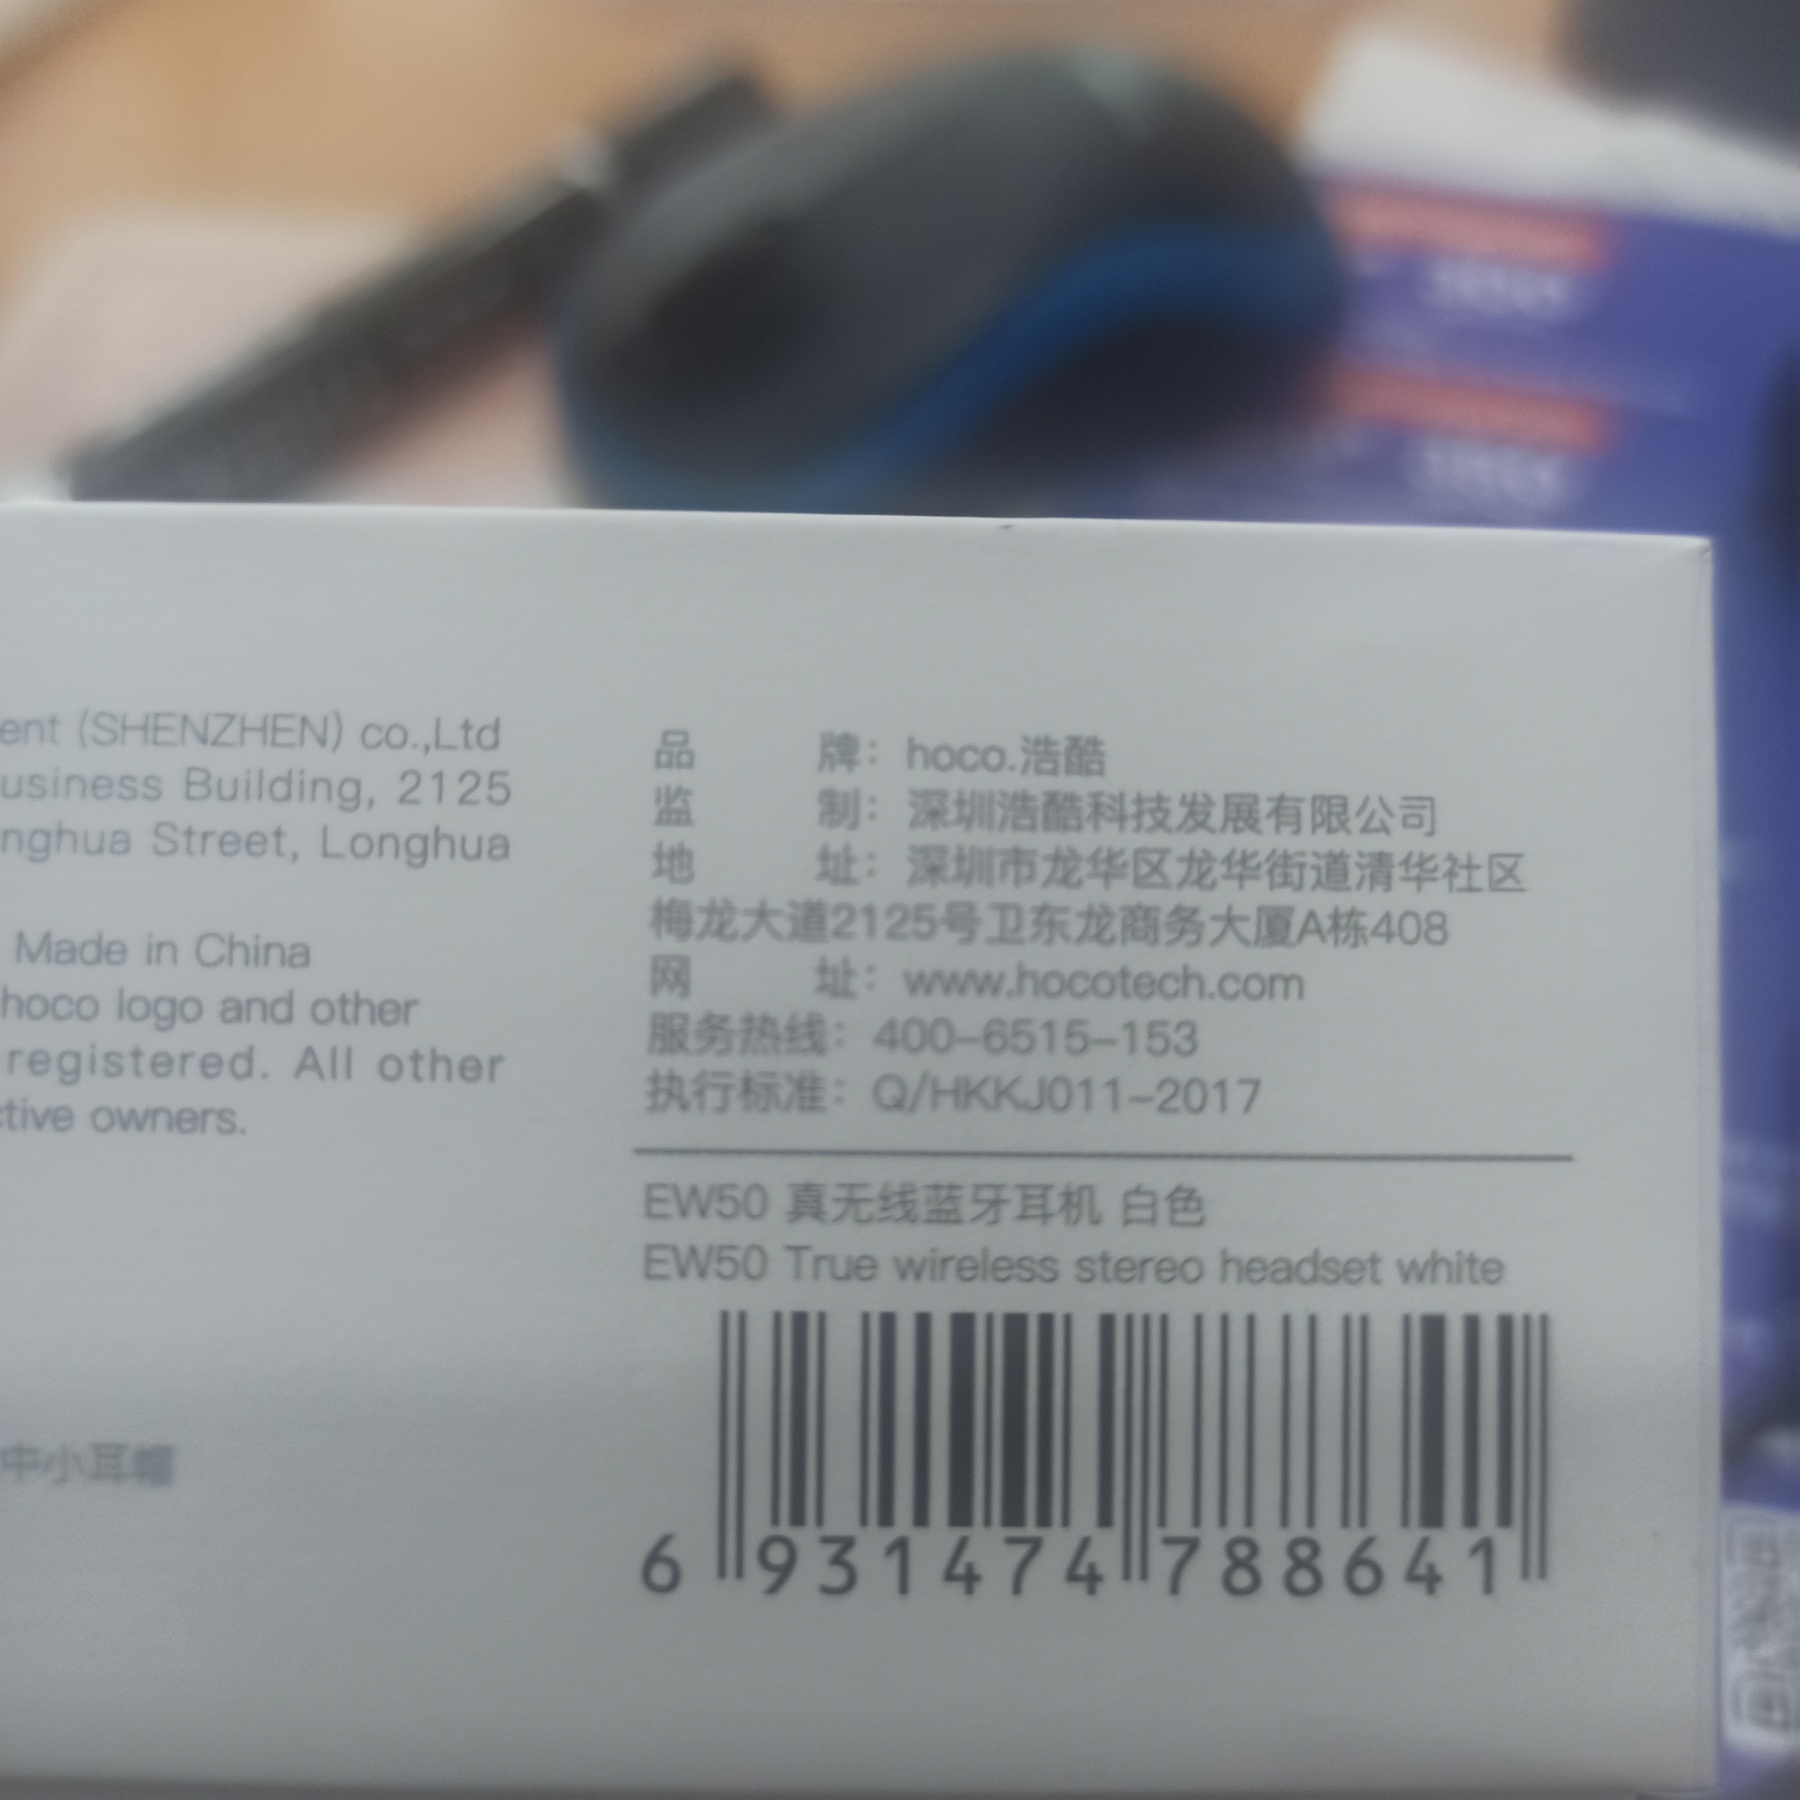 ent (SHENZHEN) co.,Ltd
usiness Building, 2125
nghua Street, Longhua
Made in China
hoco logo and other
registered. All other
ctive owners.
中小耳帽
品 牌：hoco.浩酷
监 制：深圳浩酷科技发展有限公司
地 址：深圳市龙华区龙华街道清华社区
梅龙大道2125号卫东龙商务大厦A栋408
网 址：www.hocotech.com
服务热线：400-6515-153
执行标准：Q/HKKJ011-2017
EW50 真无线蓝牙耳机 白色
EW50 True wireless stereo headset white
6 931474 788641